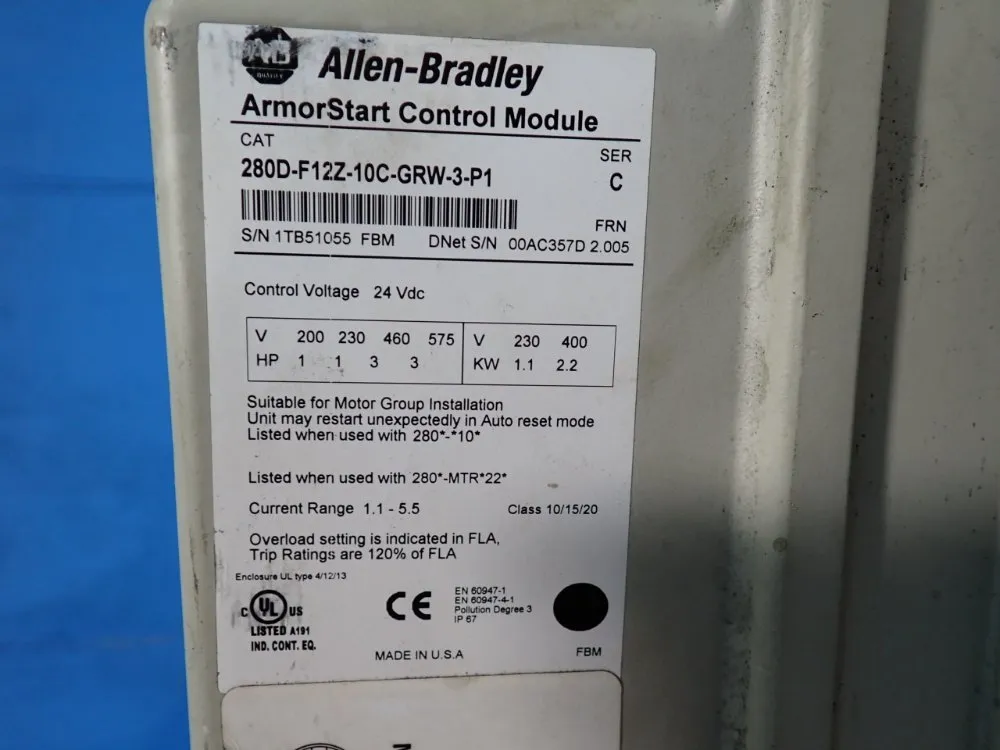 Allen-Bradley
QUALITY
ArmorStart Control Module
CAT
SER
280D-F12Z-10C-GRW-3-P1
C
FRN
S/N 1TB51055 FBM DNet S/N 00AC357D 2.005
Control Voltage 24 Vdc
V 200 230 460 575 V 230 400
HP 1 1 3 3 KW 1.1 2.2
Suitable for Motor Group Installation
Unit may restart unexpectedly in Auto reset mode
Listed when used with 280*-*10*
Listed when used with 280*-MTR*22*
Current Range 1.1 - 5.5 Class 10/15/20
Overload setting is indicated in FLA,
Trip Ratings are 120% of FLA
Enclosure UL type 4/12/13
C UL US
LISTED A191
IND. CONT. EQ.
CE
EN 60947-1
EN 60947-4-1
Pollution Degree 3
IP 67
MADE IN U.S.A
FBM